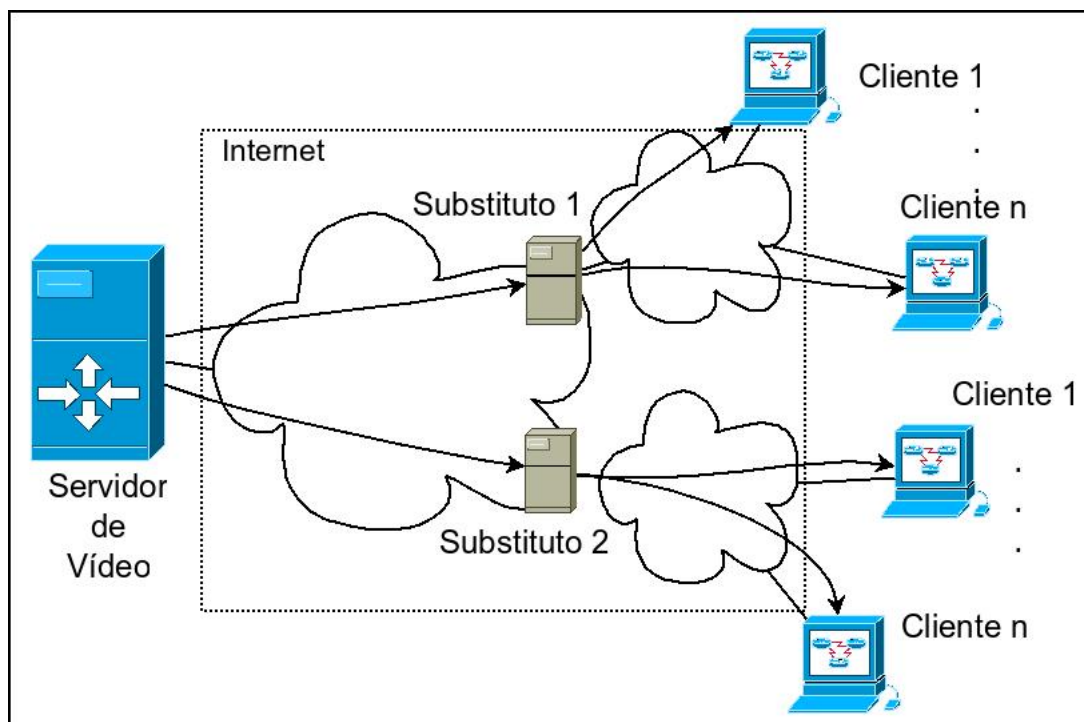 Cliente 1
.
.
.
Internet
Substituto 1
Cliente n
Servidor
de
Vídeo
Substituto 2
Cliente 1
.
.
.
Cliente n